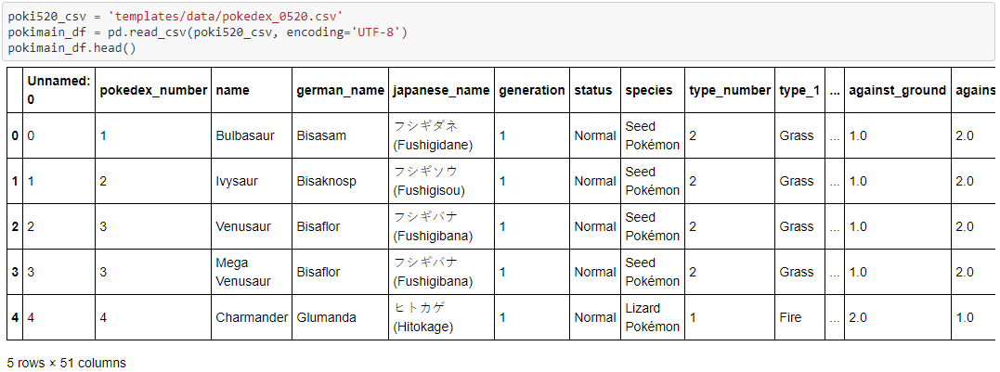 poki520_csv = 'templates/data/pokedex_0520.csv'
pokimain_df = pd.read_csv(poki520_csv, encoding='UTF-8')
pokimain_df.head()
Unnamed: 0 pokedex_number name german_name japanese_name generation status species type_number type_1 ... against_ground agains
0 0 1 Bulbasaur Bisasam フシギダネ (Fushigidane) 1 Normal Seed Pokémon 2 Grass ... 1.0 2.0
1 1 2 Ivysaur Bisaknosp フシギソウ (Fushigisou) 1 Normal Seed Pokémon 2 Grass ... 1.0 2.0
2 2 3 Venusaur Bisaflor フシギバナ (Fushigibana) 1 Normal Seed Pokémon 2 Grass ... 1.0 2.0
3 3 3 Mega Venusaur Bisaflor フシギバナ (Fushigibana) 1 Normal Seed Pokémon 2 Grass ... 1.0 2.0
4 4 4 Charmander Glumanda ヒトカゲ (Hitokage) 1 Normal Lizard Pokémon 1 Fire ... 2.0 1.0
5 rows × 51 columns